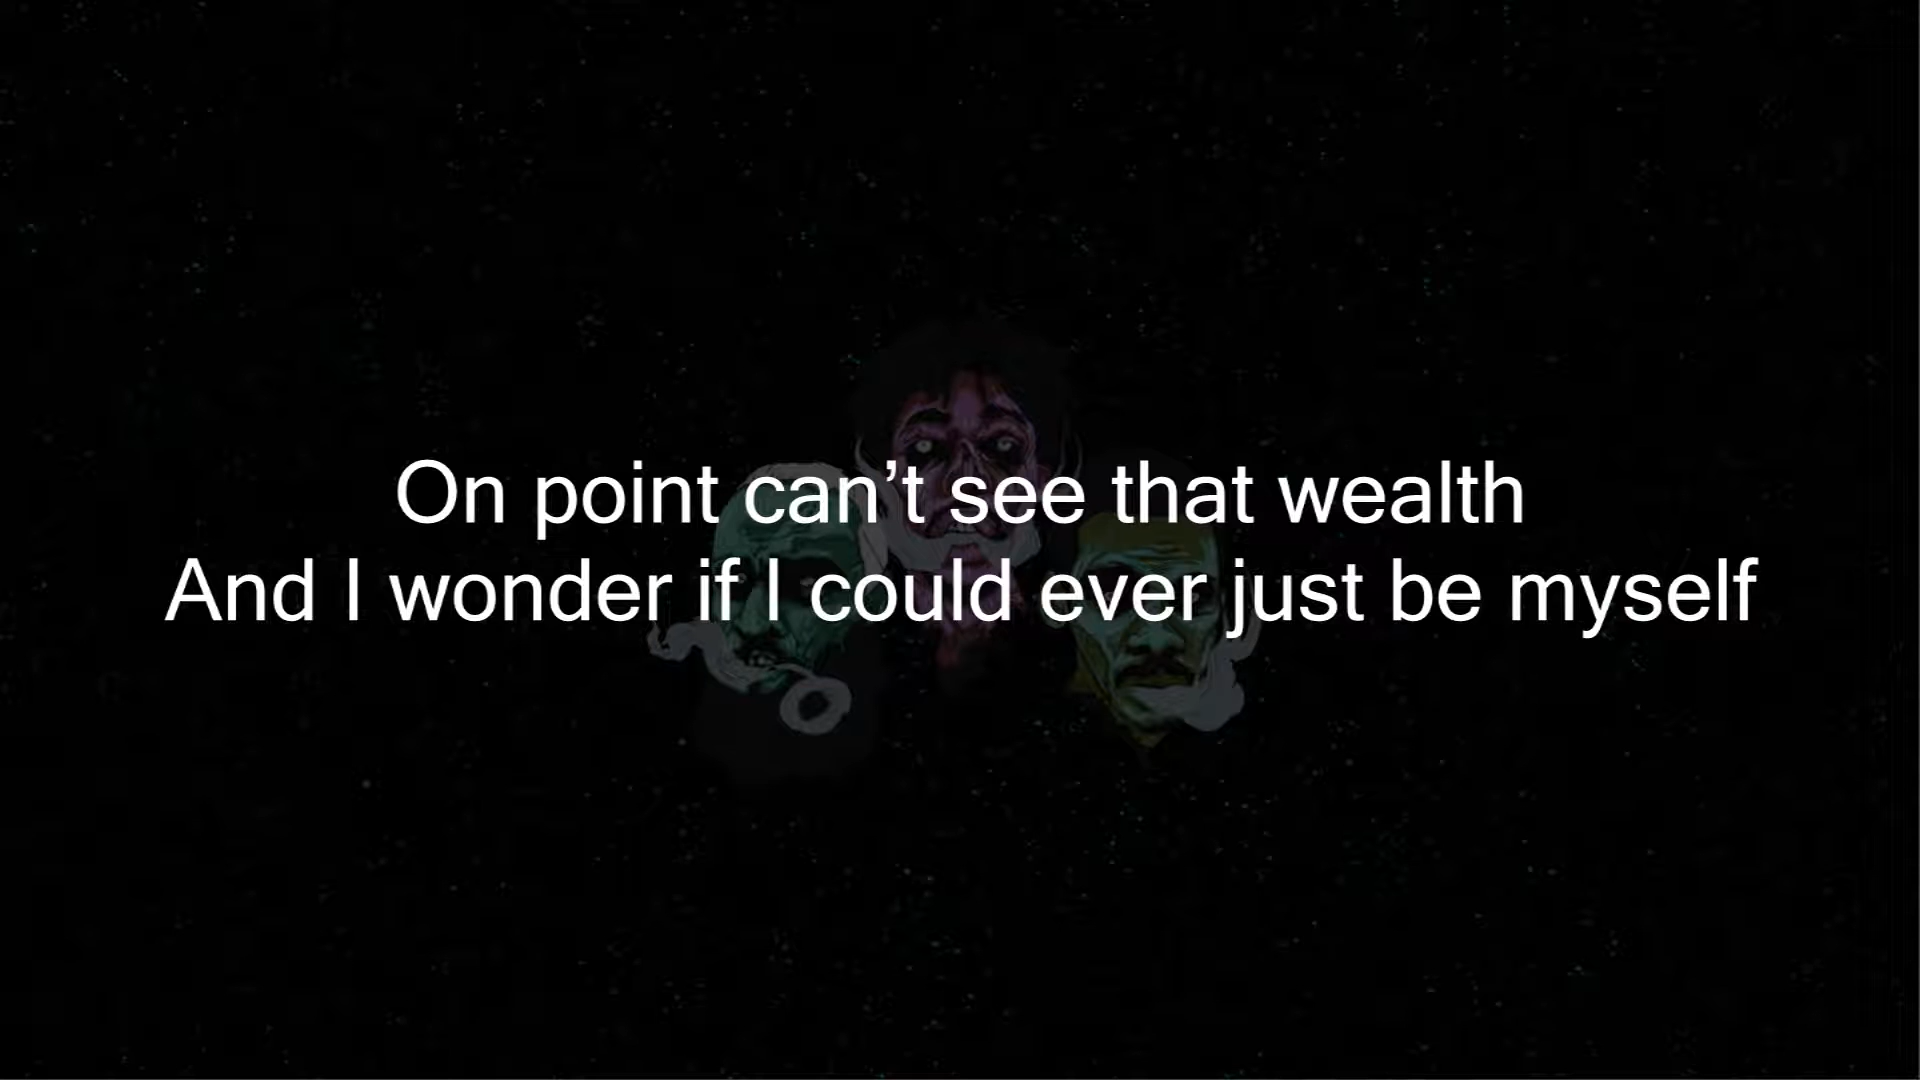 On point can’t see that wealth
And I wonder if I could ever just be myself